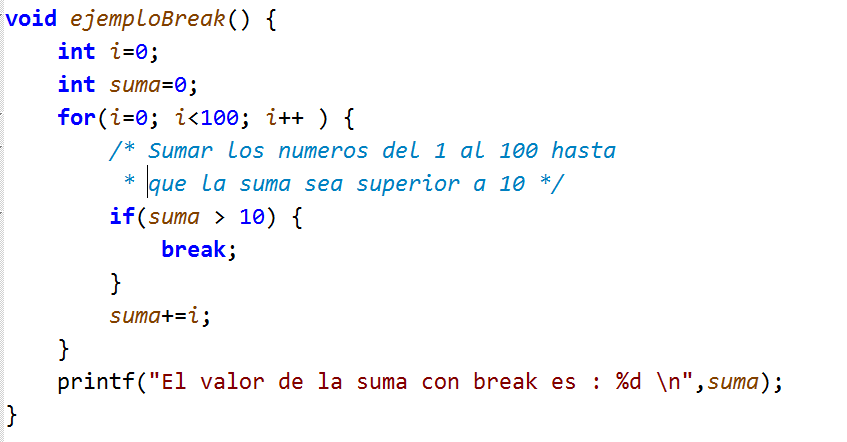 void ejemploBreak() {
    int i=0;
    int suma=0;
    for(i=0; i<100; i++ ) {
        /* Sumar los numeros del 1 al 100 hasta
         * que la suma sea superior a 10 */
        if(suma > 10) {
            break;
        }
        suma+=i;
    }
    printf("El valor de la suma con break es : %d \n",suma);
}